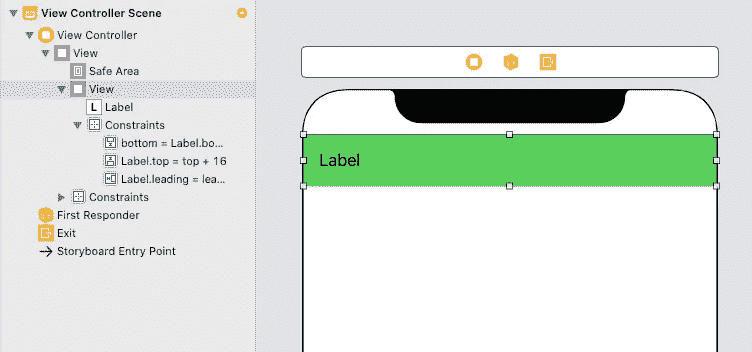 View Controller Scene
View Controller
View
Safe Area
View
L Label
Constraints
bottom = Label.bo...
Label.top = top + 16
Label.leading = lea...
Constraints
First Responder
Exit
Storyboard Entry Point
Label